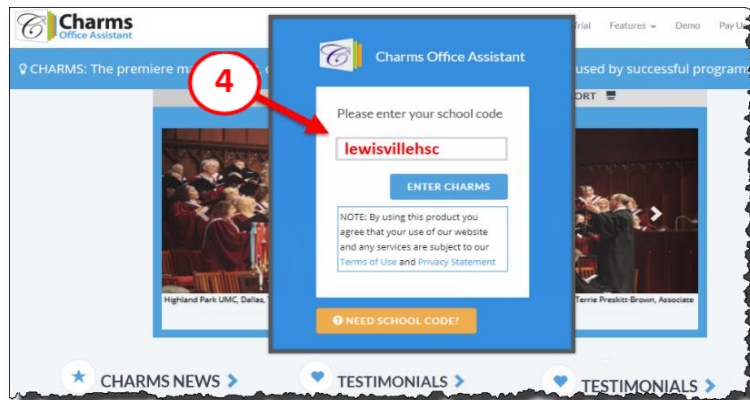 Charms
Office Assistant
Trial Features Demo
CHARMS: The premiere
used by successful
4
Charms Office Assistant
Please enter your school code
lewisvillehsc
ENTER CHARMS
NOTE: By using this product you
agree that your use of our website
and any services are subject to our
Terms of Use and Privacy Statement
Highland Park UMC, Dallas,
Terrie Preskitt-Brown, Associate
NEED SCHOOL CODE?
CHARMS NEWS
TESTIMONIALS
TESTIMONIALS